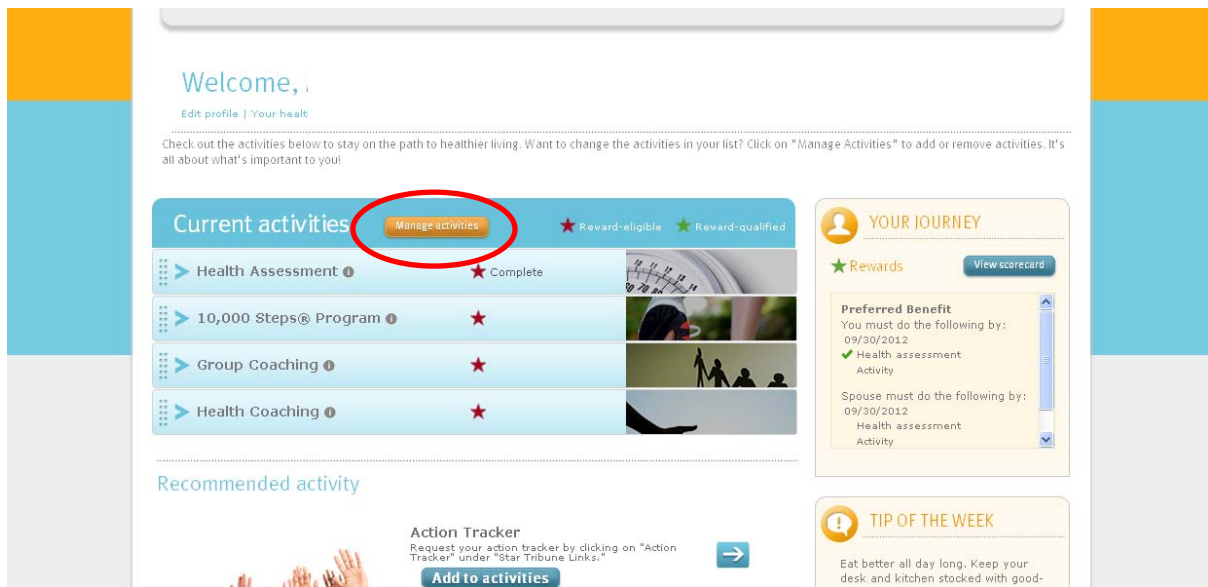 Welcome,
Edit profile | Your healt
Check out the activities below to stay on the path to healthier living. Want to change the activities in your list? Click on "Manage Activities" to add or remove activities. It's
all about what's important to you!
Current activities
Manage activities
Reward-eligible
Reward-qualified
Health Assessment
Complete
10,000 Steps® Program
Group Coaching
Health Coaching
Recommended activity
Action Tracker
Request your action tracker by clicking on "Action
Tracker" under "Star Tribune Links."
Add to activities
YOUR JOURNEY
Rewards
View scorecard
Preferred Benefit
You must do the following by:
09/30/2012
Health assessment
Activity
Spouse must do the following by:
09/30/2012
Health assessment
Activity
TIP OF THE WEEK
Eat better all day long. Keep your
desk and kitchen stocked with good-